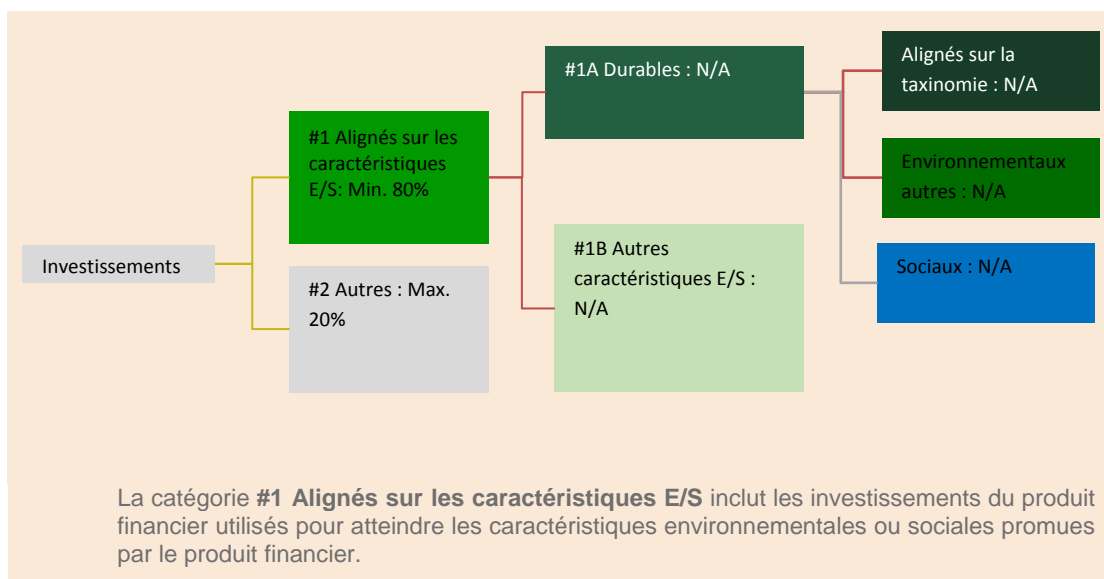 Investissements
#1 Alignés sur les
caractéristiques
E/S: Min. 80%
#2 Autres : Max.
20%
#1A Durables : N/A
#1B Autres
caractéristiques E/S :
N/A
Alignés sur la
taxinomie : N/A
Environnementaux
autres : N/A
Sociaux : N/A
La catégorie #1 Alignés sur les caractéristiques E/S inclut les investissements du produit
financier utilisés pour atteindre les caractéristiques environnementales ou sociales promues
par le produit financier.